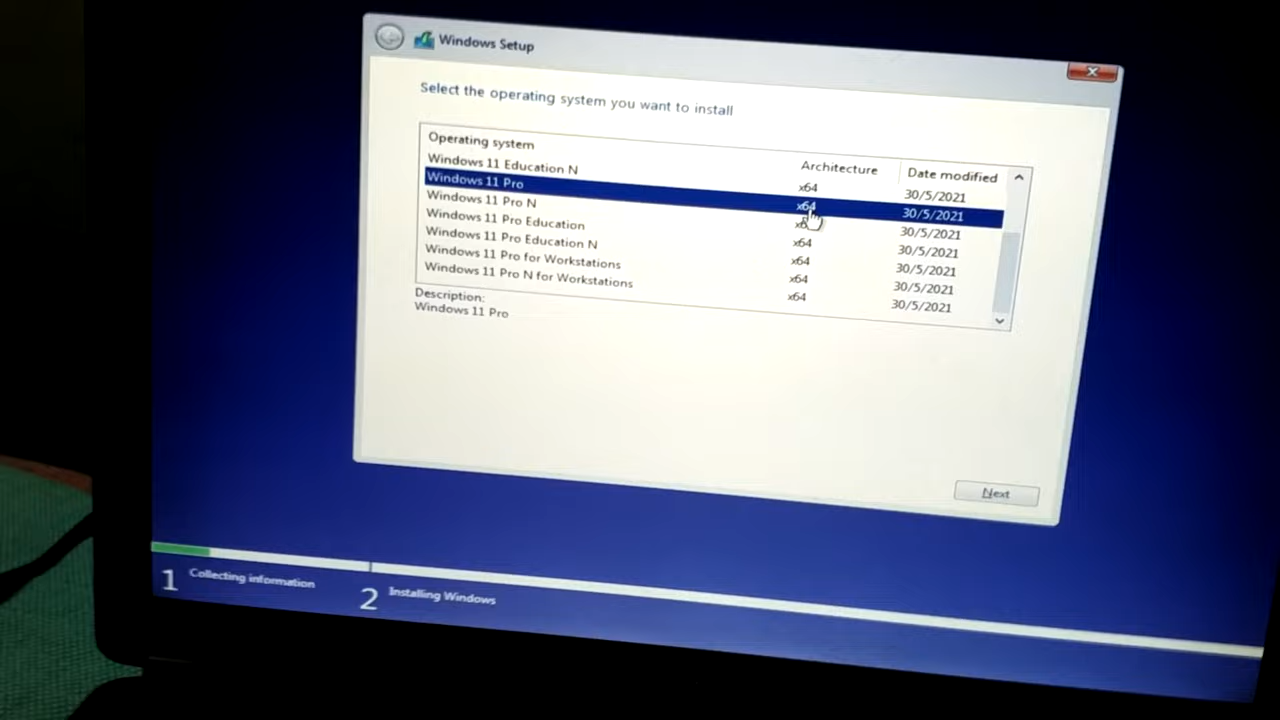 Windows Setup
Select the operating system you want to install
Operating system Architecture Date modified
Windows 11 Education N x64 30/5/2021
Windows 11 Pro x64 30/5/2021
Windows 11 Pro N x64 30/5/2021
Windows 11 Pro Education x64 30/5/2021
Windows 11 Pro Education N x64 30/5/2021
Windows 11 Pro for Workstations x64 30/5/2021
Windows 11 Pro N for Workstations x64 30/5/2021
Description:
Windows 11 Pro
Next
1 Collecting information
2 Installing Windows